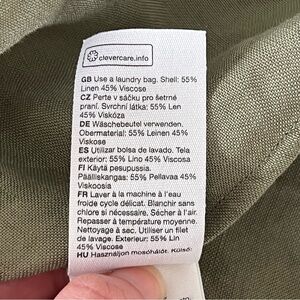 clevercare.info
GB Use a laundry bag. Shell: 55%
Linen 45% Viscose
CZ Perte v sáčku pro šetrné
praní. Svrchní látka: 55% Len
45% Viskóza
DE Wäschebeutel verwenden.
Obermaterial: 55% Leinen 45%
Viskose
ES Utilizar bolsa de lavado. Tela
exterior: 55% Lino 45% Viscosa
FI Käytä pesupussia.
Päälliskangas: 55% Pellavaa 45%
Viskoosia
FR Laver à la machine à l'eau
froide cycle délicat. Blanchir sans
chlore si nécessaire. Sécher à l'air.
Repasser à température moyenne.
Nettoyage à sec. Utiliser un filet
de lavage. Exterieur: 55% Lin
45% Viscose
HU Használjon mosóhálót. Külső: